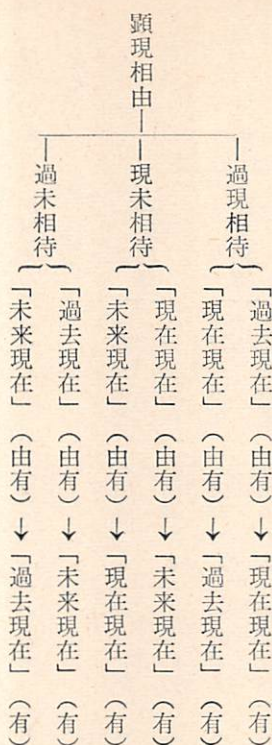 顕現相由
過現相待
「過去現在」（由有）→「現在現在」（有）
「現在現在」（由有）→「過去現在」（有）
現未相待
「現在現在」（由有）→「未来現在」（有）
「未来現在」（由有）→「現在現在」（有）
過未相待
「過去現在」（由有）→「未来現在」（有）
「未来現在」（由有）→「過去現在」（有）